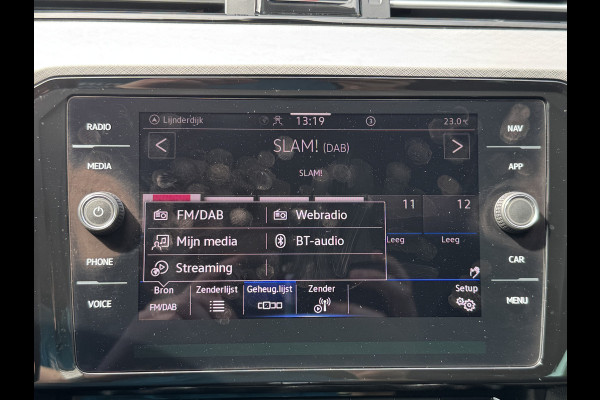 RADIO
MEDIA
PHONE
VOICE
Lijnderdijk
13:19
1
23.0
SLAM! (DAB)
SLAM!
11
12
FM/DAB
Webradio
Mijn media
BT-audio
Streaming
Leeg
Leeg
Bron
FM/DAB
Zenderlijst
Geheug.lijst
Zender
Setup
NAV
APP
CAR
MENU